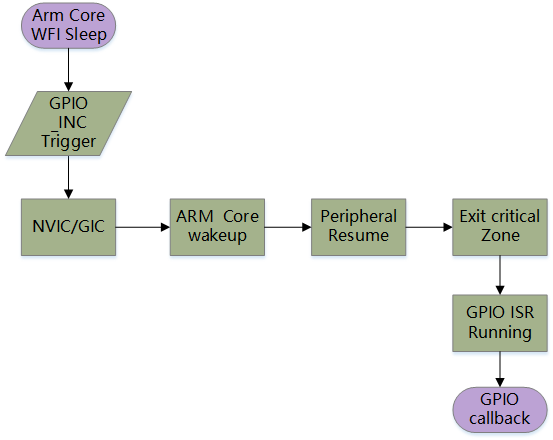 Arm Core
WFI Sleep
GPIO
_INC
Trigger
NVIC/GIC
ARM  Core
wakeup
Peripheral
Resume
Exit critical
Zone
GPIO ISR
Running
GPIO
callback